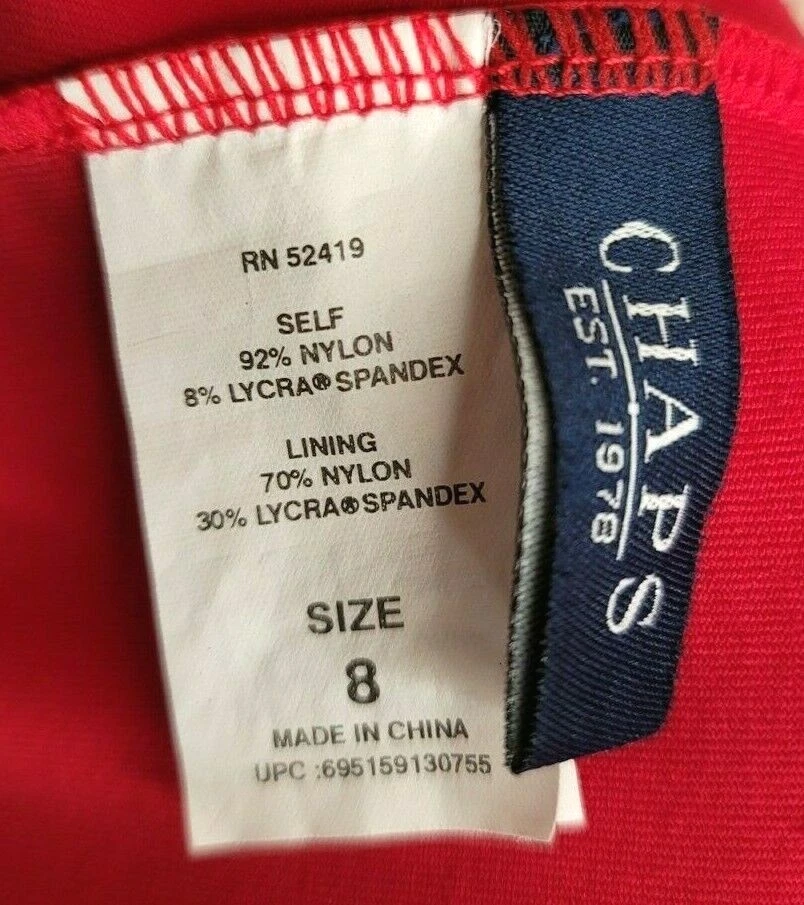 RN 52419
SELF
92% NYLON
8% LYCRA® SPANDEX
LINING
70% NYLON
30% LYCRA® SPANDEX
SIZE
8
MADE IN CHINA
UPC :695159130755
CHAPS
EST. 1978